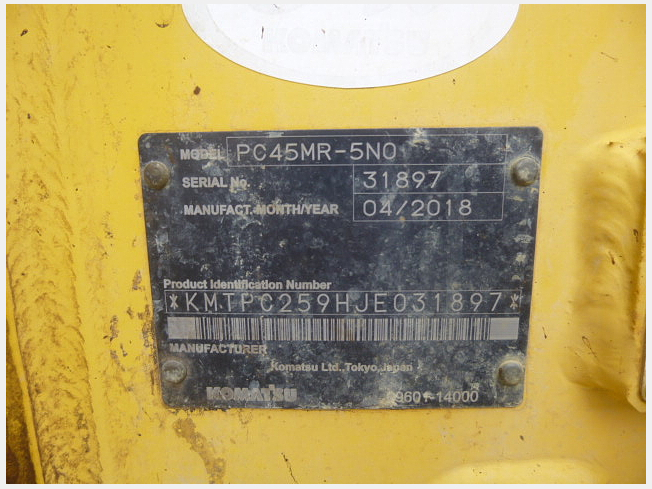 MODEL PC45MR-5N0
SERIAL No. 31897
MANUFACT. MONTH/YEAR 04/2018
Product Identification Number
*KMTPC259HJE031897*
MANUFACTURER
Komatsu Ltd.,Tokyo,Japan
KOMATSU 09601-14000